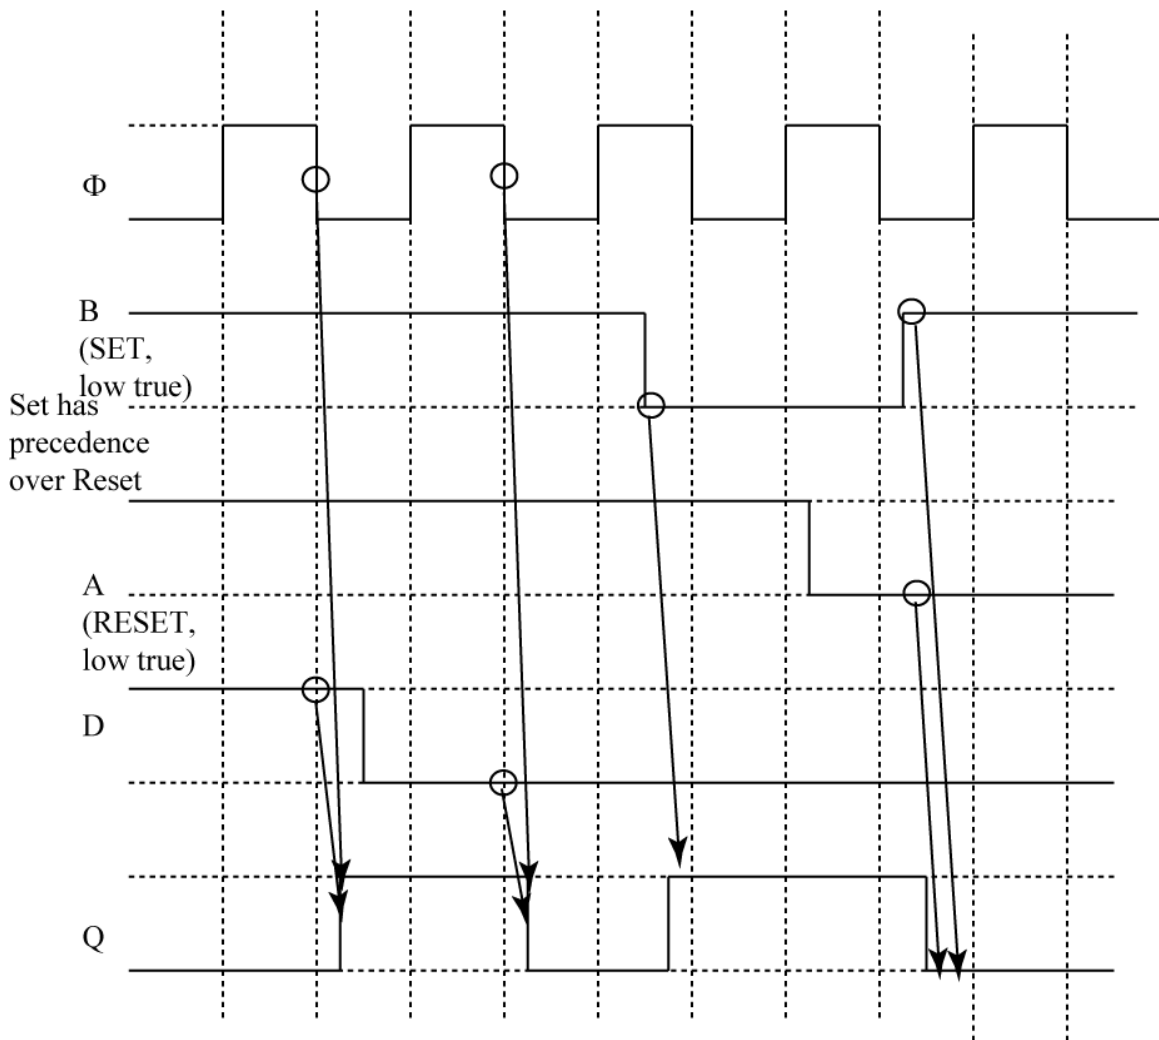 Φ
B
(SET,
low true)
Set has
precedence
over Reset
A
(RESET,
low true)
D
Q